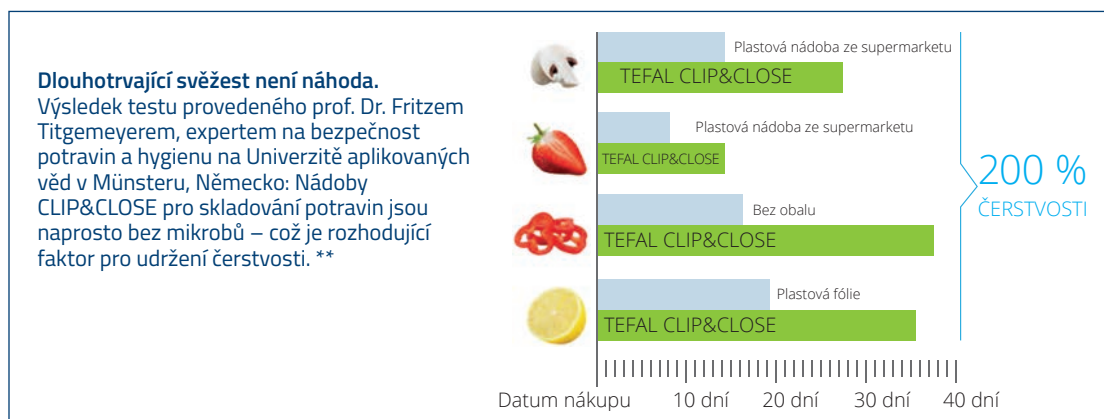 Dlouhotrvající svěžest není náhoda.
Výsledek testu provedeného prof. Dr. Fritzem
Titgemeyerem, expertem na bezpečnost
potravin a hygienu na Univerzitě aplikovaných
věd v Münsteru, Německo: Nádoby
CLIP&CLOSE pro skladování potravin jsou
naprosto bez mikrobů – což je rozhodující
faktor pro udržení čerstvosti. **
Plastová nádoba ze supermarketu
TEFAL CLIP&CLOSE
Plastová nádoba ze supermarketu
TEFAL CLIP&CLOSE
Bez obalu
TEFAL CLIP&CLOSE
Plastová fólie
TEFAL CLIP&CLOSE
200 %
ČERSTVOSTI
Datum nákupu 10 dní 20 dní 30 dní 40 dní